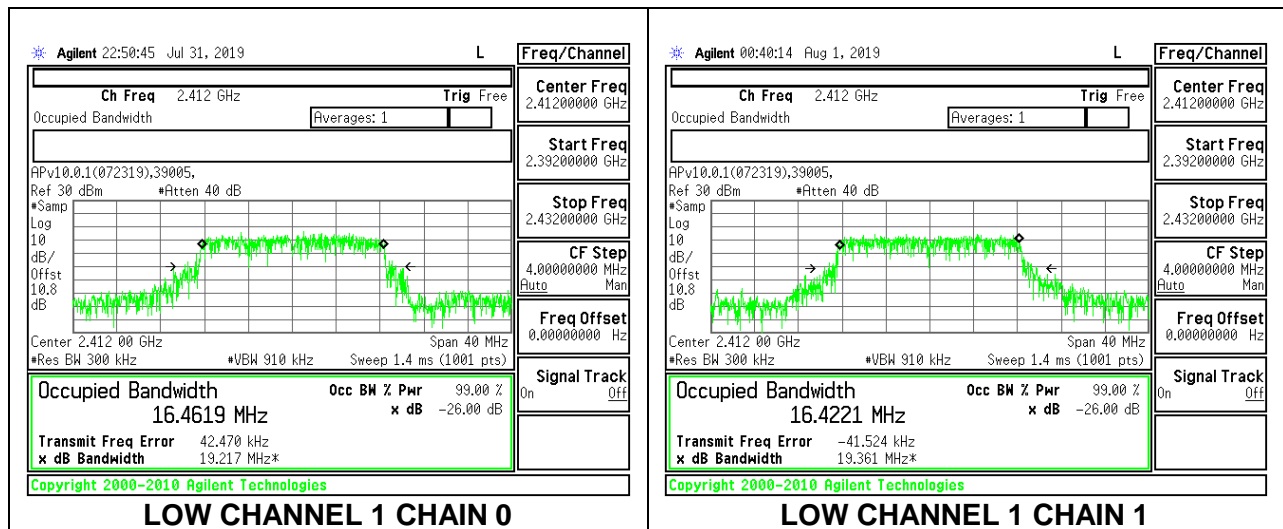 Agilent 22:50:45 Jul 31, 2019 L
Freq/Channel
Ch Freq 2.412 GHz Trig Free
Occupied Bandwidth Averages: 1
APv10.0.1(072319),39005,
Ref 30 dBm #Atten 40 dB
#Samp
Log
10
dB/
Offst
10.8
dB
Center 2.412 00 GHz Span 40 MHz
#Res BW 300 kHz #VBW 910 kHz Sweep 1.4 ms (1001 pts)
Occupied Bandwidth Occ BW % Pwr 99.00 %
16.4619 MHz x dB -26.00 dB
Transmit Freq Error 42.470 kHz
x dB Bandwidth 19.217 MHz*
Copyright 2000-2010 Agilent Technologies
Center Freq
2.41200000 GHz
Start Freq
2.39200000 GHz
Stop Freq
2.43200000 GHz
CF Step
4.00000000 MHz
Auto Man
Freq Offset
0.00000000 Hz
Signal Track
On Off
LOW CHANNEL 1 CHAIN 0
Agilent 00:40:14 Aug 1, 2019 L
Freq/Channel
Ch Freq 2.412 GHz Trig Free
Occupied Bandwidth Averages: 1
APv10.0.1(072319),39005,
Ref 30 dBm #Atten 40 dB
#Samp
Log
10
dB/
Offst
10.8
dB
Center 2.412 00 GHz Span 40 MHz
#Res BW 300 kHz #VBW 910 kHz Sweep 1.4 ms (1001 pts)
Occupied Bandwidth Occ BW % Pwr 99.00 %
16.4221 MHz x dB -26.00 dB
Transmit Freq Error -41.524 kHz
x dB Bandwidth 19.361 MHz*
Copyright 2000-2010 Agilent Technologies
Center Freq
2.41200000 GHz
Start Freq
2.39200000 GHz
Stop Freq
2.43200000 GHz
CF Step
4.00000000 MHz
Auto Man
Freq Offset
0.00000000 Hz
Signal Track
On Off
LOW CHANNEL 1 CHAIN 1